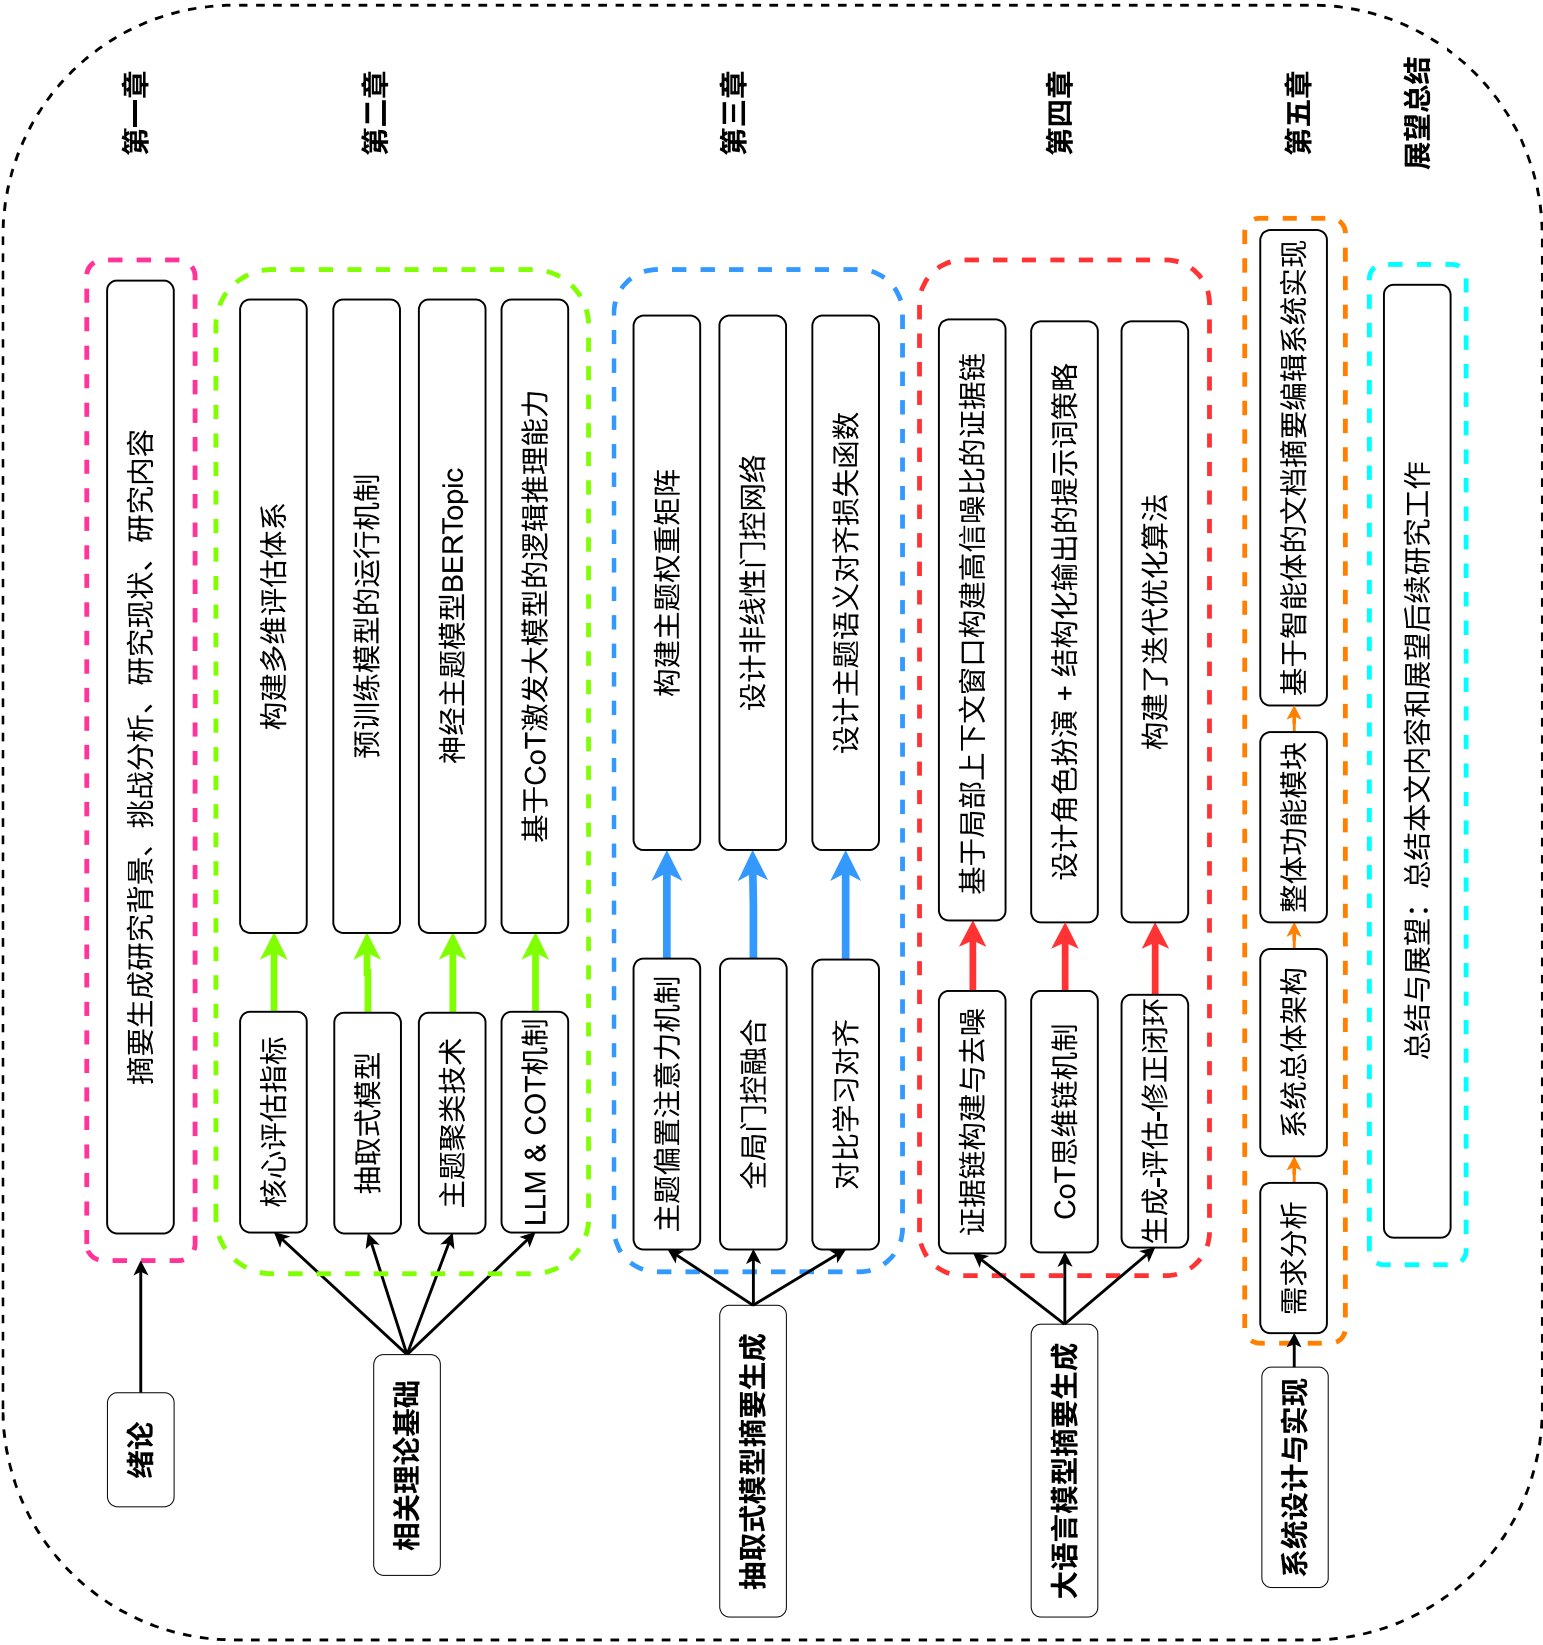 绪论
摘要生成研究背景、挑战分析、研究现状、研究内容
第一章
相关理论基础
核心评估指标
构建多维评估体系
抽取式模型
预训练模型的运行机制
主题聚类技术
神经主题模型BERTopic
LLM & COT机制
基于CoT激发大模型的逻辑推理能力
第二章
抽取式模型摘要生成
主题偏置注意力机制
构建主题权重矩阵
全局门控融合
设计非线性门控网络
对比学习对齐
设计主题语义对齐损失函数
第三章
大语言模型摘要生成
证据链构建与去噪
基于局部上下文窗口构建高信噪比的证据链
CoT思维链机制
设计角色扮演 + 结构化输出的提示词策略
生成-评估-修正闭环
构建了迭代优化算法
第四章
系统设计与实现
需求分析
系统总体架构
整体功能模块
基于智能体的文档摘要编辑系统实现
第五章
总结与展望：总结本文内容和展望后续研究工作
展望总结